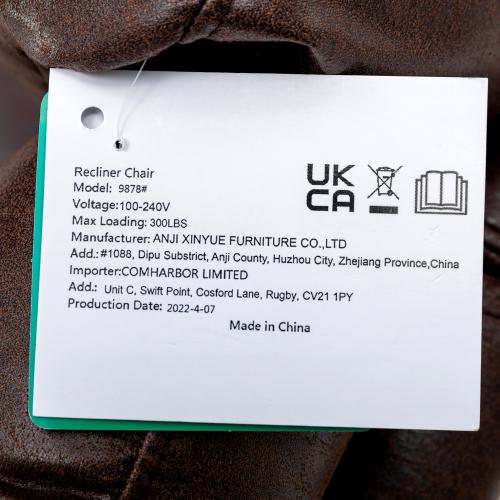 Recliner Chair
Model: 9878#
Voltage:100-240V
Max Loading: 300LBS
Manufacturer: ANJI XINYUE FURNITURE CO.,LTD
Add.:#1088, Dipu Substrict, Anji County, Huzhou City, Zhejiang Province,China
Importer:COMHARBOR LIMITED
Add.: Unit C, Swift Point, Cosford Lane, Rugby, CV21 1PY
Production Date: 2022-4-07
Made in China
UK
CA